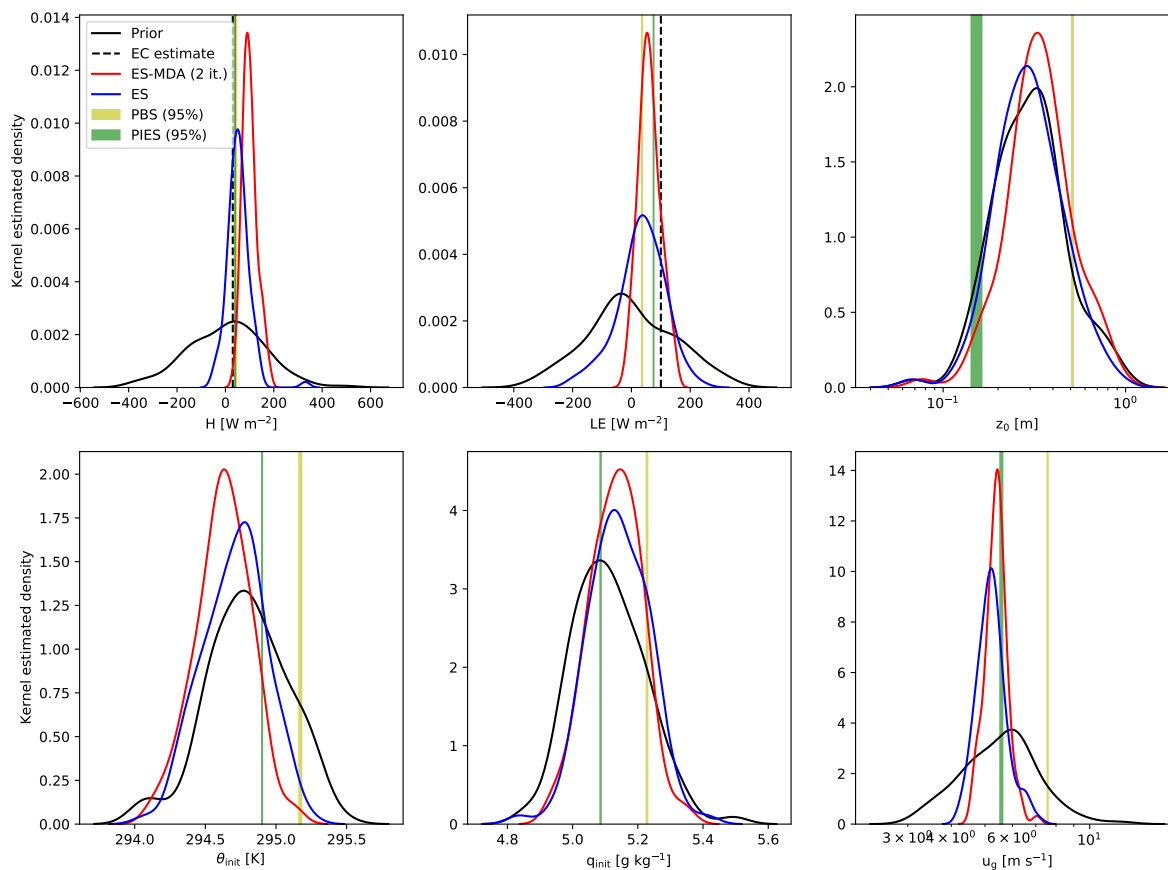 Kernel estimated density
0.014
0.012
0.010
0.008
0.006
0.004
0.002
0.000
−600 −400 −200 0 200 400 600
H [W m⁻²]
Prior
EC estimate
ES-MDA (2 it.)
ES
PBS (95%)
PIES (95%)
0.010
0.008
0.006
0.004
0.002
0.000
−400 −200 0 200 400
LE [W m⁻²]
2.0
1.5
1.0
0.5
0.0
10⁻¹ 10⁰
z₀ [m]
Kernel estimated density
2.00
1.75
1.50
1.25
1.00
0.75
0.50
0.25
0.00
294.0 294.5 295.0 295.5
θinit [K]
4
3
2
1
0
4.8 5.0 5.2 5.4 5.6
qinit [g kg⁻¹]
14
12
10
8
6
4
2
0
3 × 10⁰ 4 × 10⁰ 6 × 10⁰ 10¹
u_g [m s⁻¹]